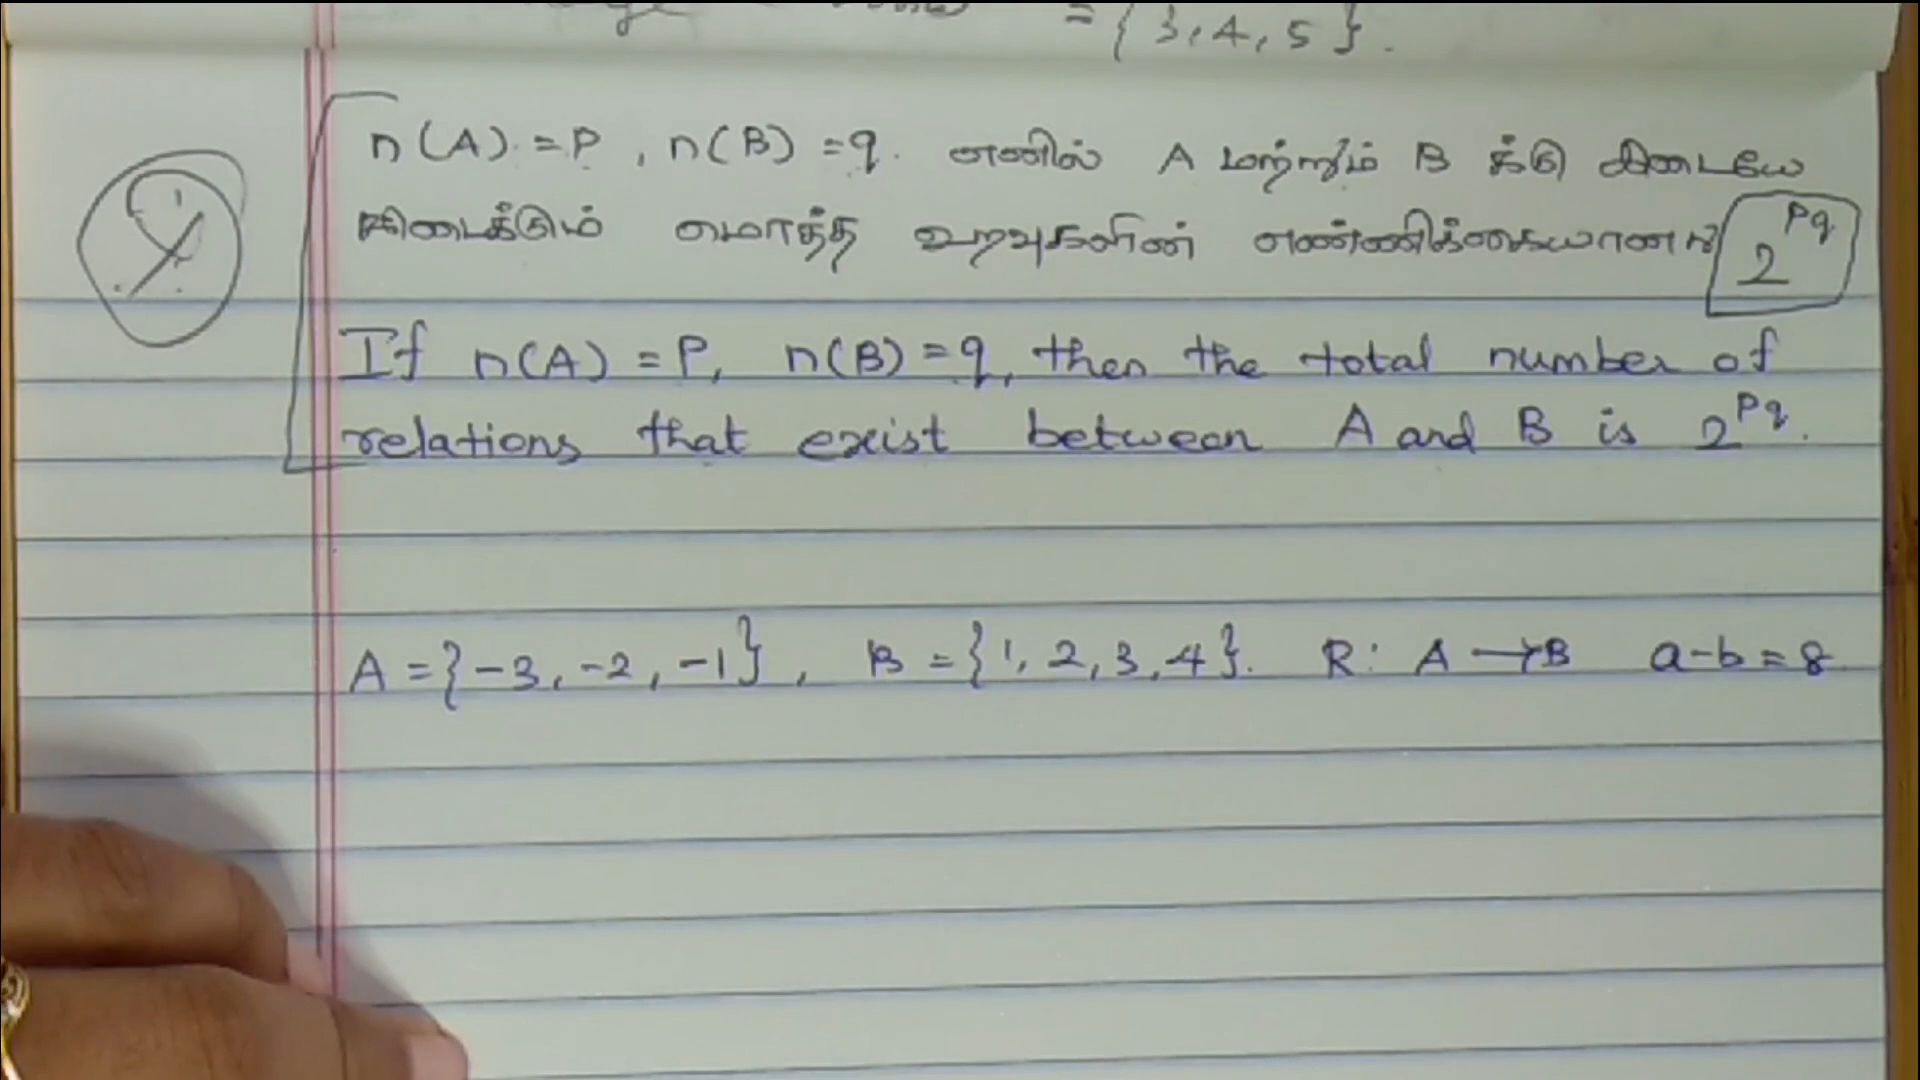 = {3, 4, 5}.
n(A) = P, n(B) = q. எனில் A மற்றும் B க்கு இடையே
கிடைக்கும் மொத்த உறவுகளின் எண்ணிக்கையானது 2^pq
If n(A) = P, n(B) = q, then the total number of
relations that exist between A and B is 2^pq.
A = {-3, -2, -1}, B = {1, 2, 3, 4}. R: A → B a-b = 8